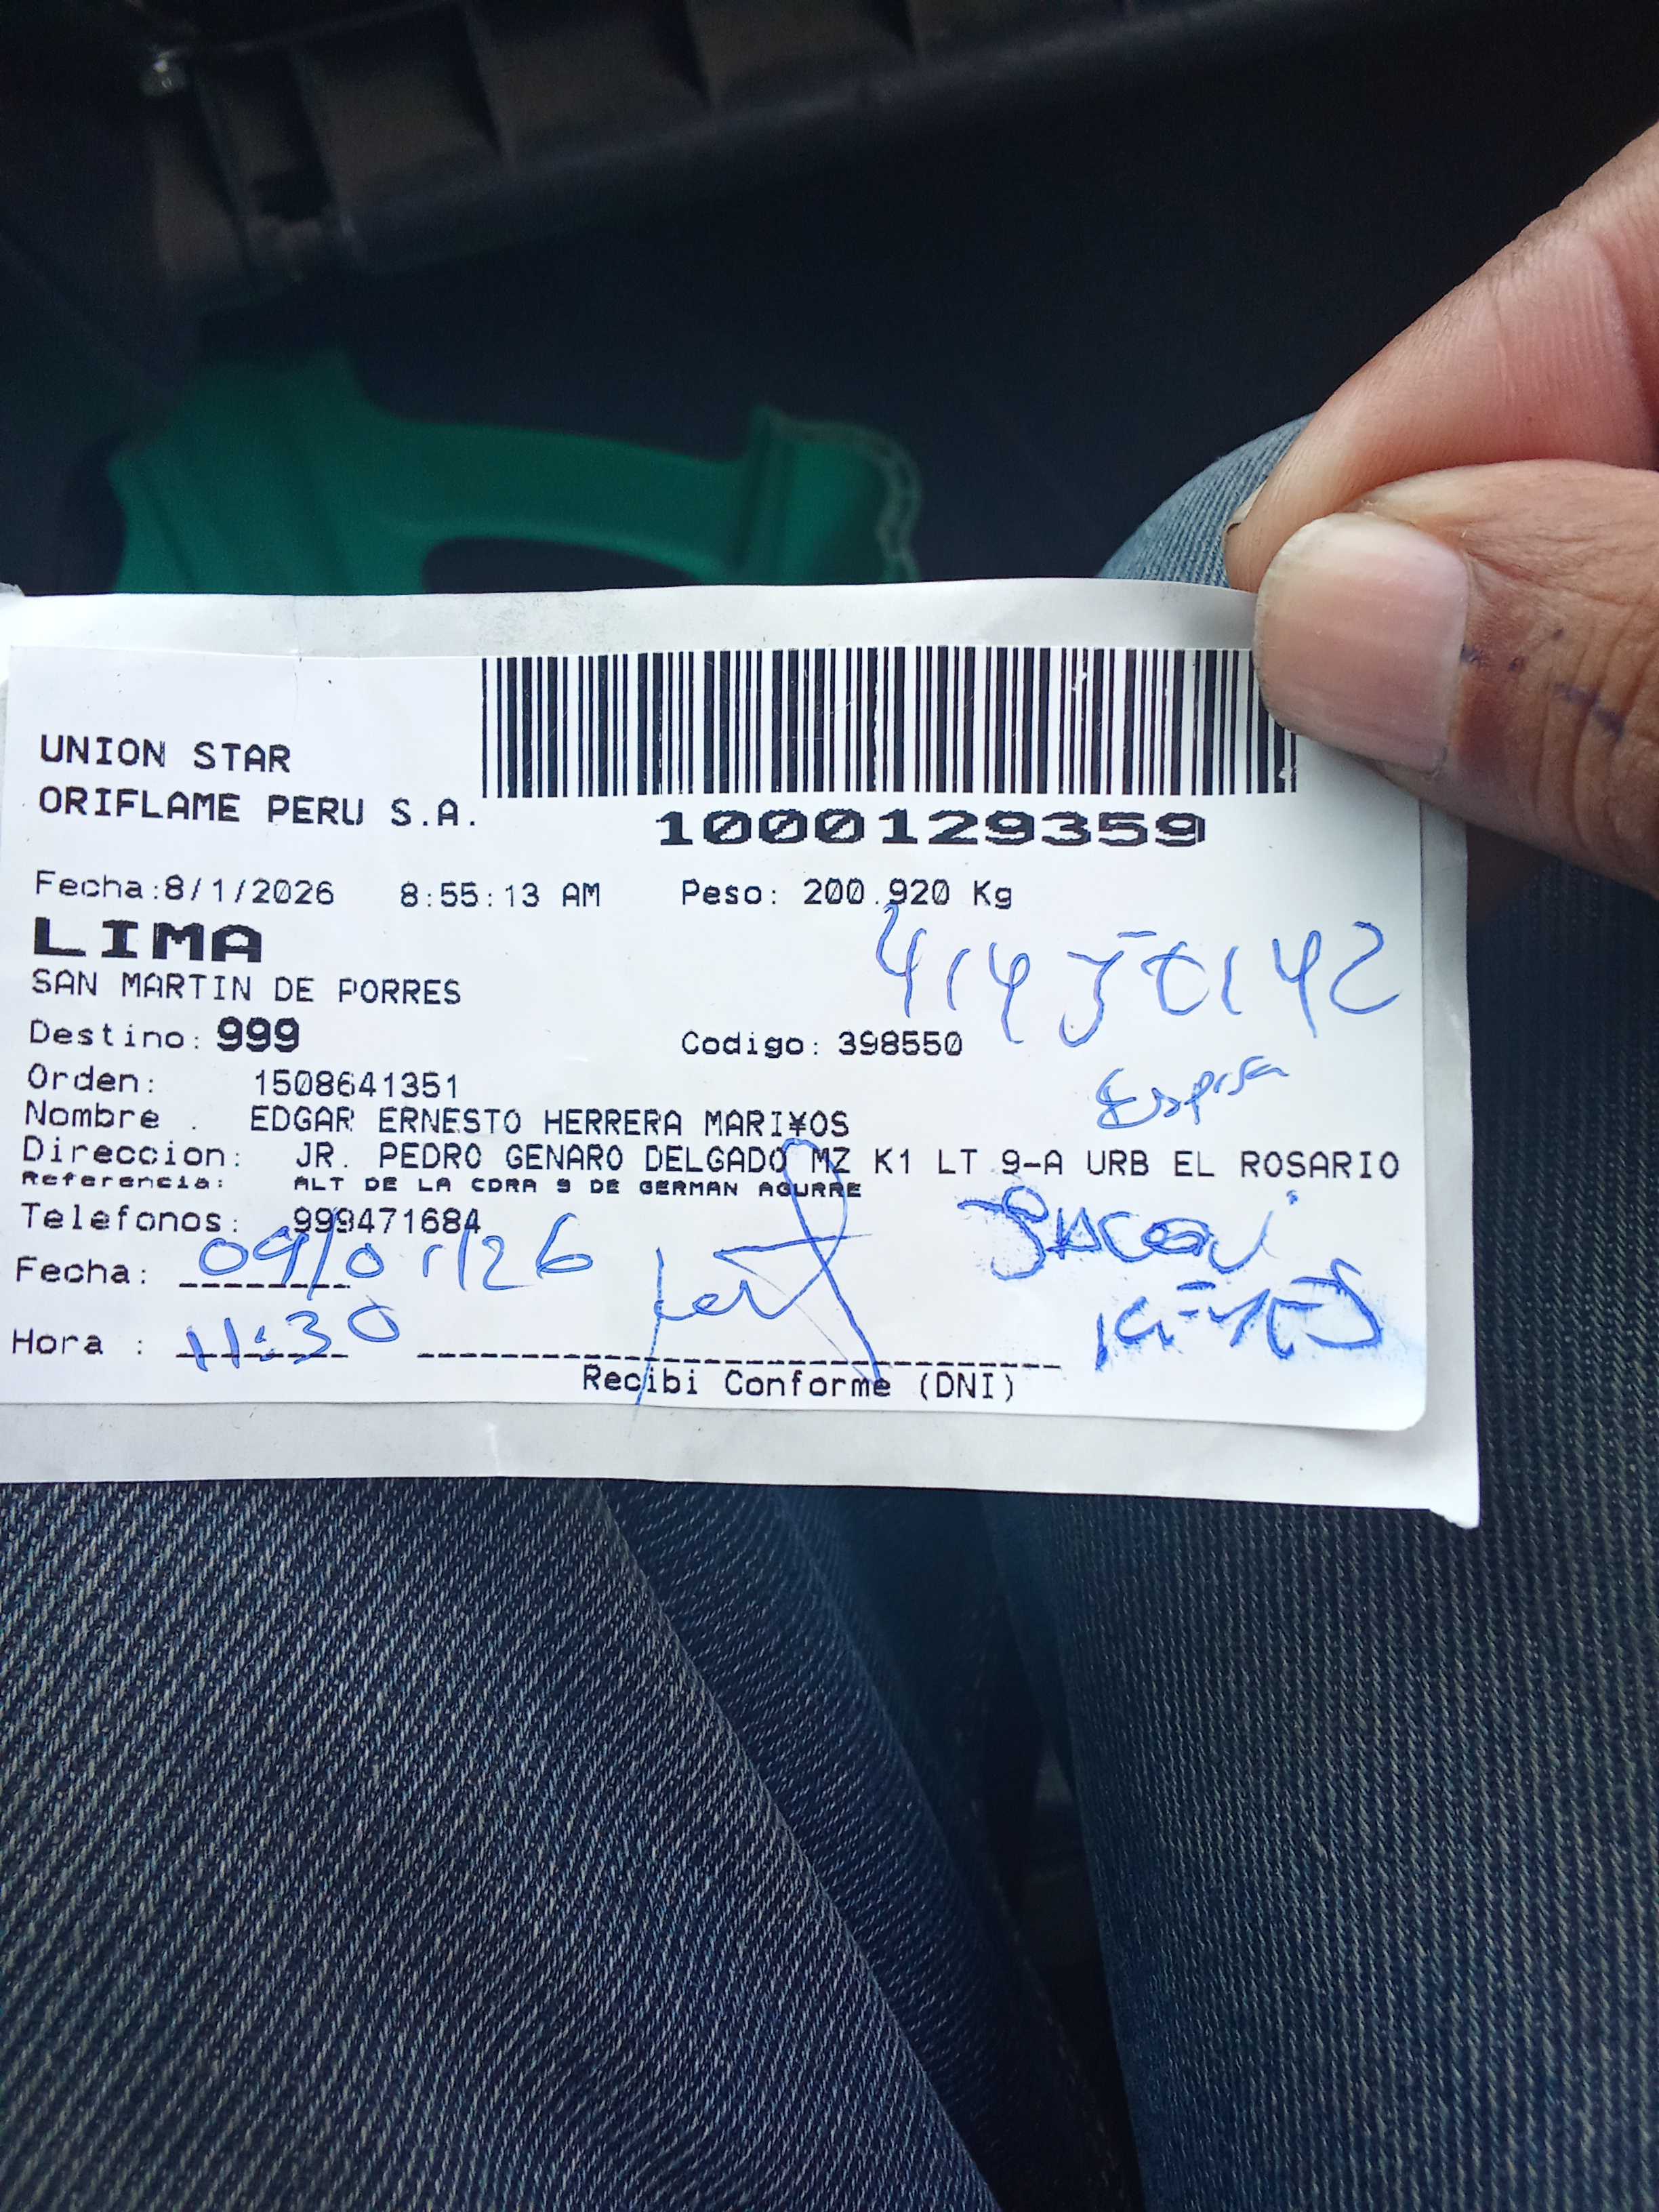 UNION STAR
ORIFLAME PERU S.A.
1000129359
Fecha:8/1/2026 8:55:13 AM Peso: 200.920 Kg
LIMA
SAN MARTIN DE PORRES
Destino: 999 Codigo: 398550
Orden: 1508641351
Nombre . EDGAR ERNESTO HERRERA MARI¥OS
Direccion: JR. PEDRO GENARO DELGADO MZ K1 LT 9-A URB EL ROSARIO
Referencia: ALT DE LA CDRA 9 DE GERMAN AGURRE
Telefonos: 999471684
Fecha: 09/01/26
Hora : 11:30
Recibi Conforme (DNI)